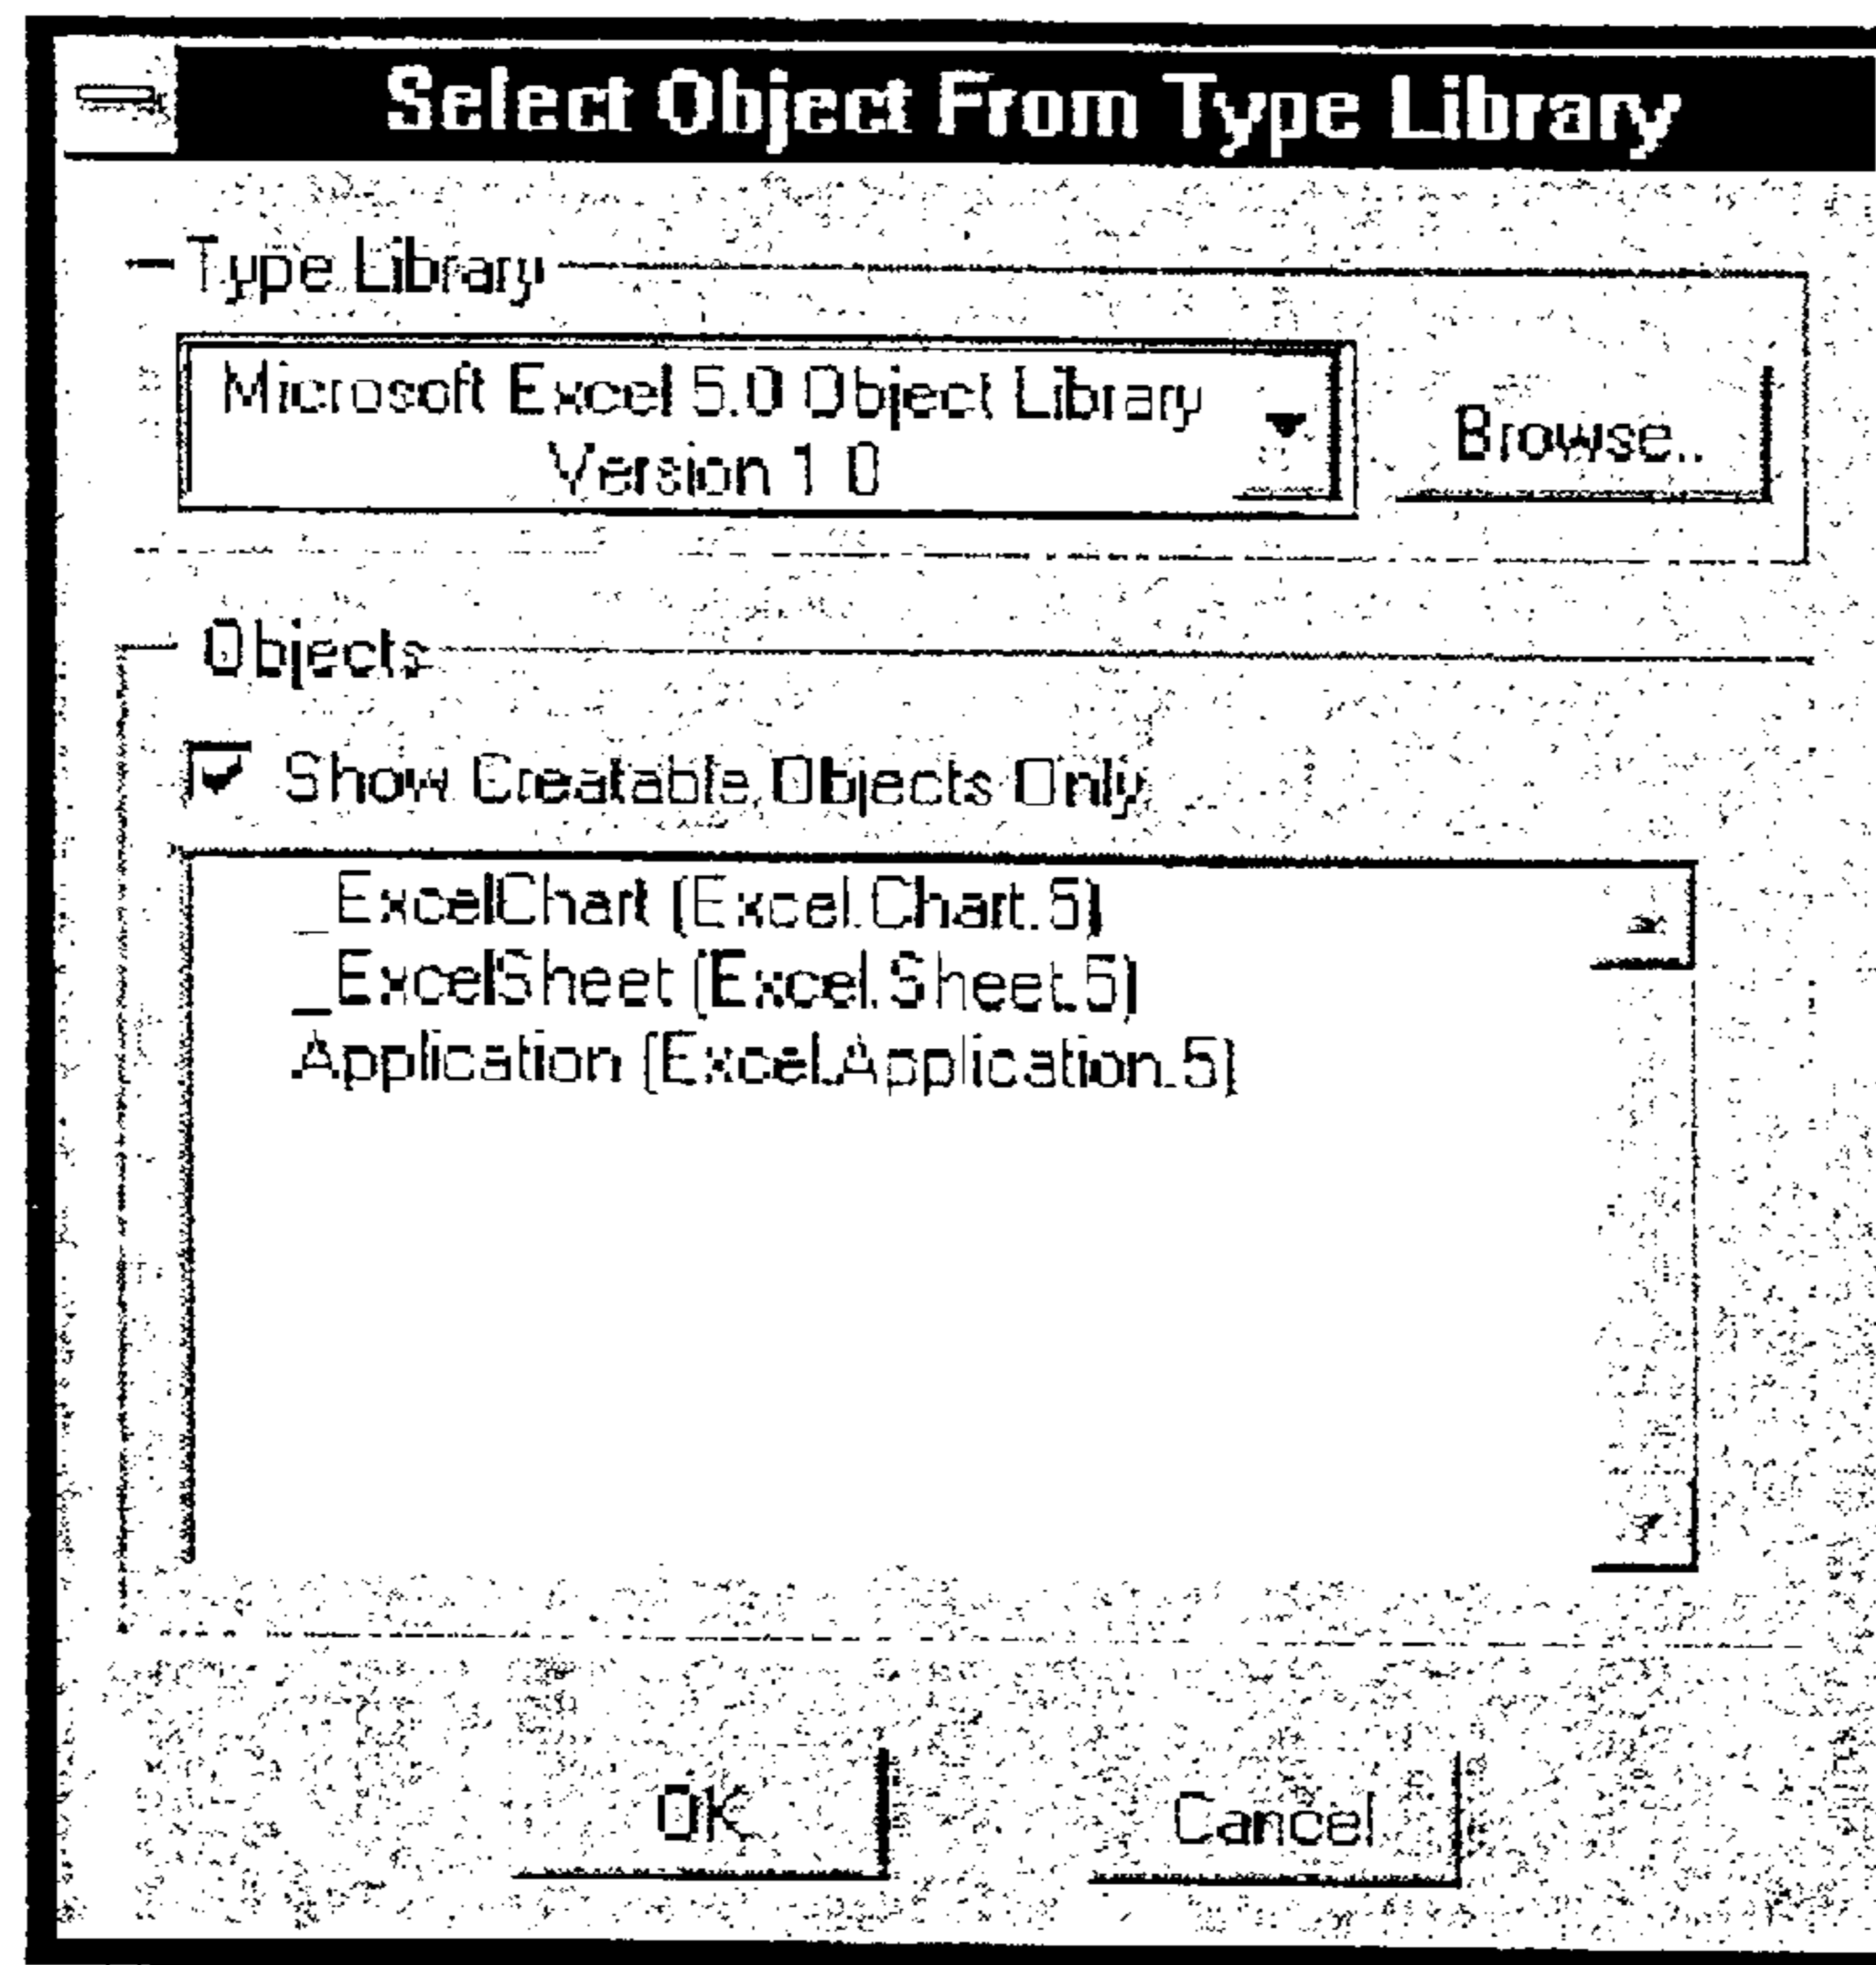 Select Object From Type Library
Type Library
Microsoft Excel 5.0 Object Library
Version 1.0
Browse..
Objects
Show Creatable Objects Only
_ExcelChart (Excel.Chart.5)
_ExcelSheet (Excel.Sheet.5)
Application (Excel.Application.5)
OK
Cancel